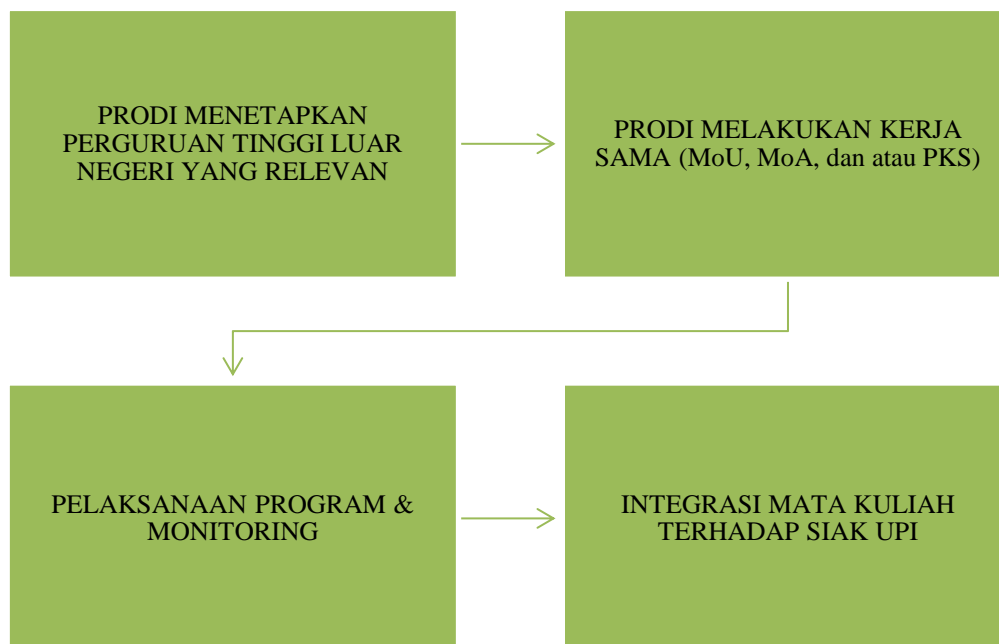 PRODI MENETAPKAN
PERGURUAN TINGGI LUAR
NEGERI YANG RELEVAN
PRODI MELAKUKAN KERJA
SAMA (MoU, MoA, dan atau PKS)
PELAKSANAAN PROGRAM &
MONITORING
INTEGRASI MATA KULIAH
TERHADAP SIAK UPI